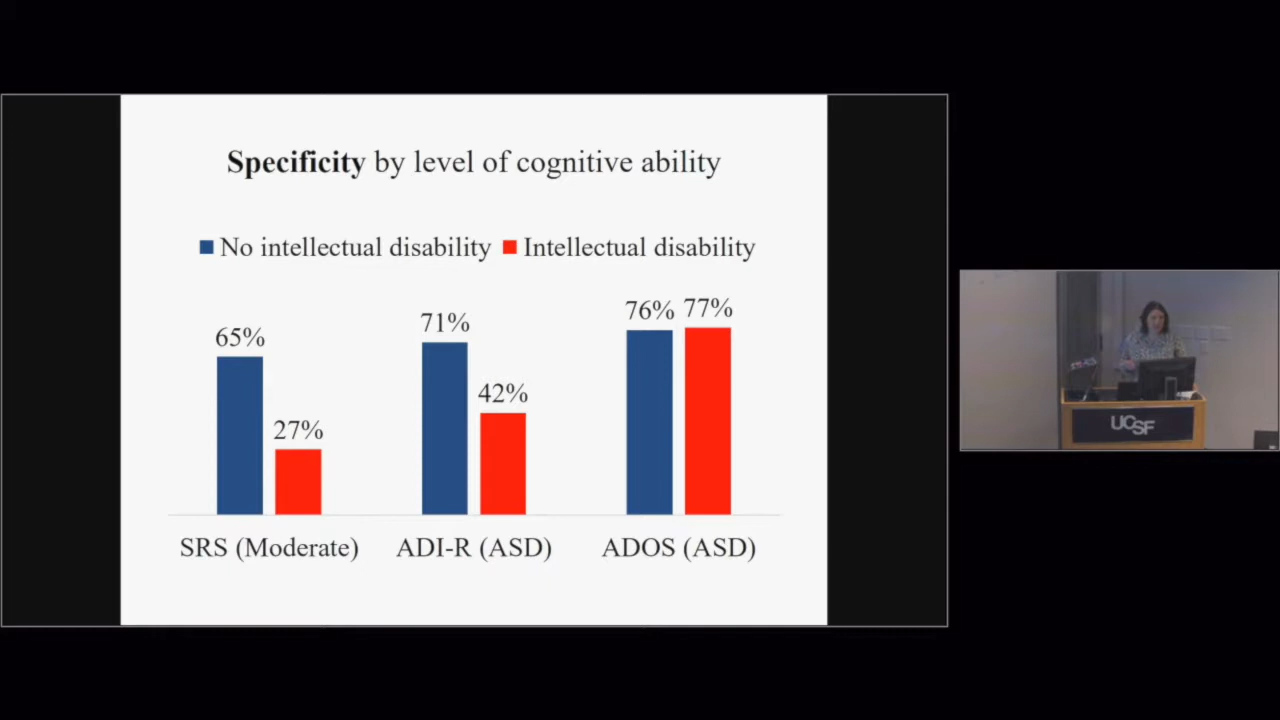 Specificity by level of cognitive ability
No intellectual disability Intellectual disability
65% 27% 71% 42% 76% 77%
SRS (Moderate) ADI-R (ASD) ADOS (ASD)
UCSF